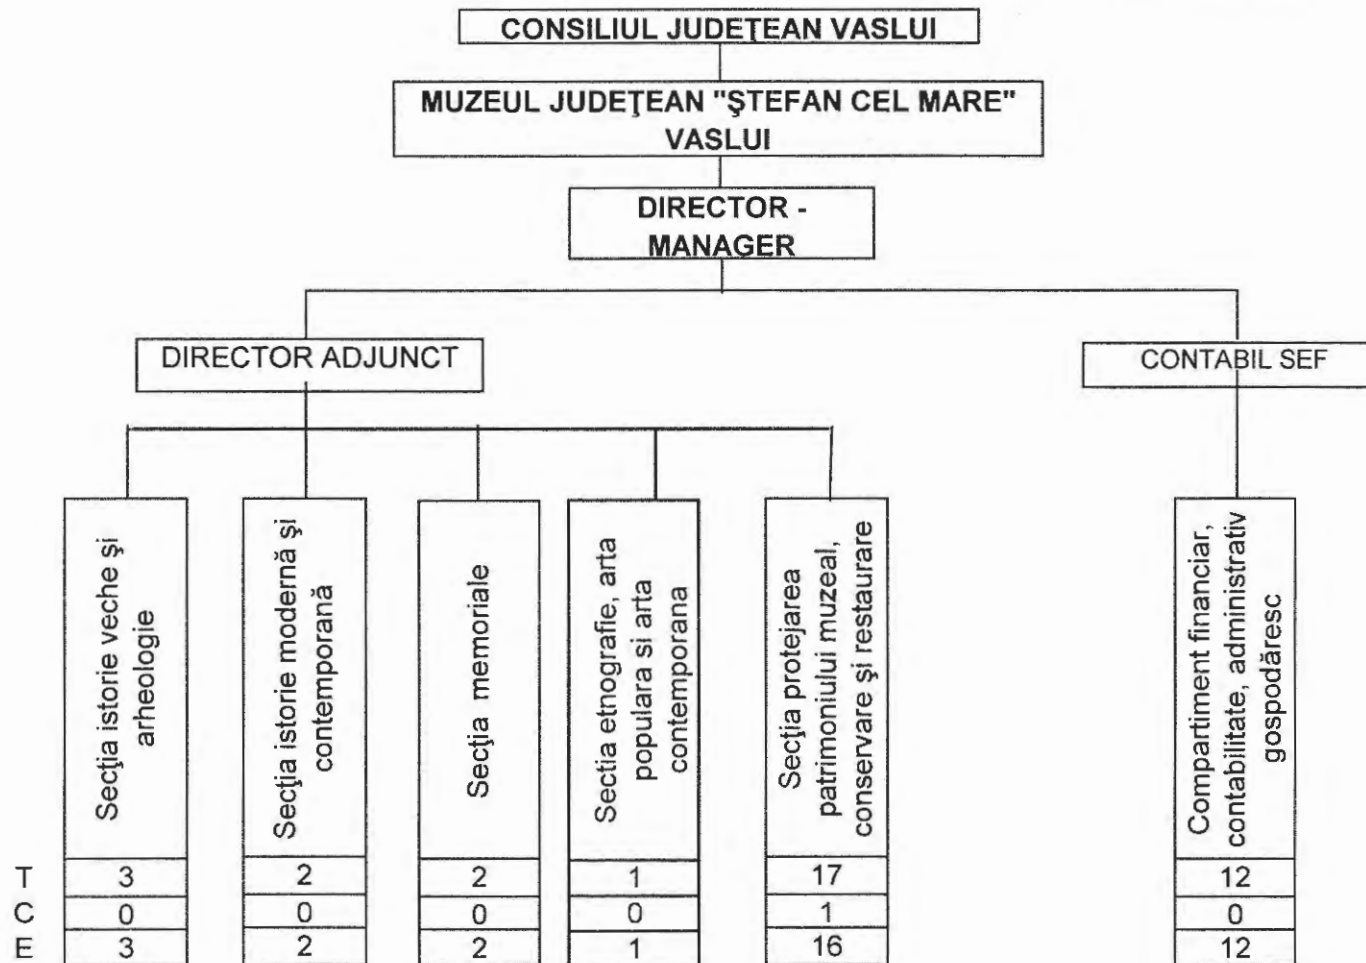 CONSILIUL JUDEŢEAN VASLUI
MUZEUL JUDEŢEAN "ŞTEFAN CEL MARE"
VASLUI
DIRECTOR -
MANAGER
DIRECTOR ADJUNCT
CONTABIL SEF
Secţia istorie veche şi
arheologie
Secţia istorie modernă şi
contemporană
Secţia memoriale
Sectia etnografie, arta
populara si arta
contemporana
Secţia protejarea
patrimoniului muzeal,
conservare şi restaurare
Compartiment financiar,
contabilitate, administrativ
gospodăresc
T 3 2 2 1 17 12
C 0 0 0 0 1 0
E 3 2 2 1 16 12